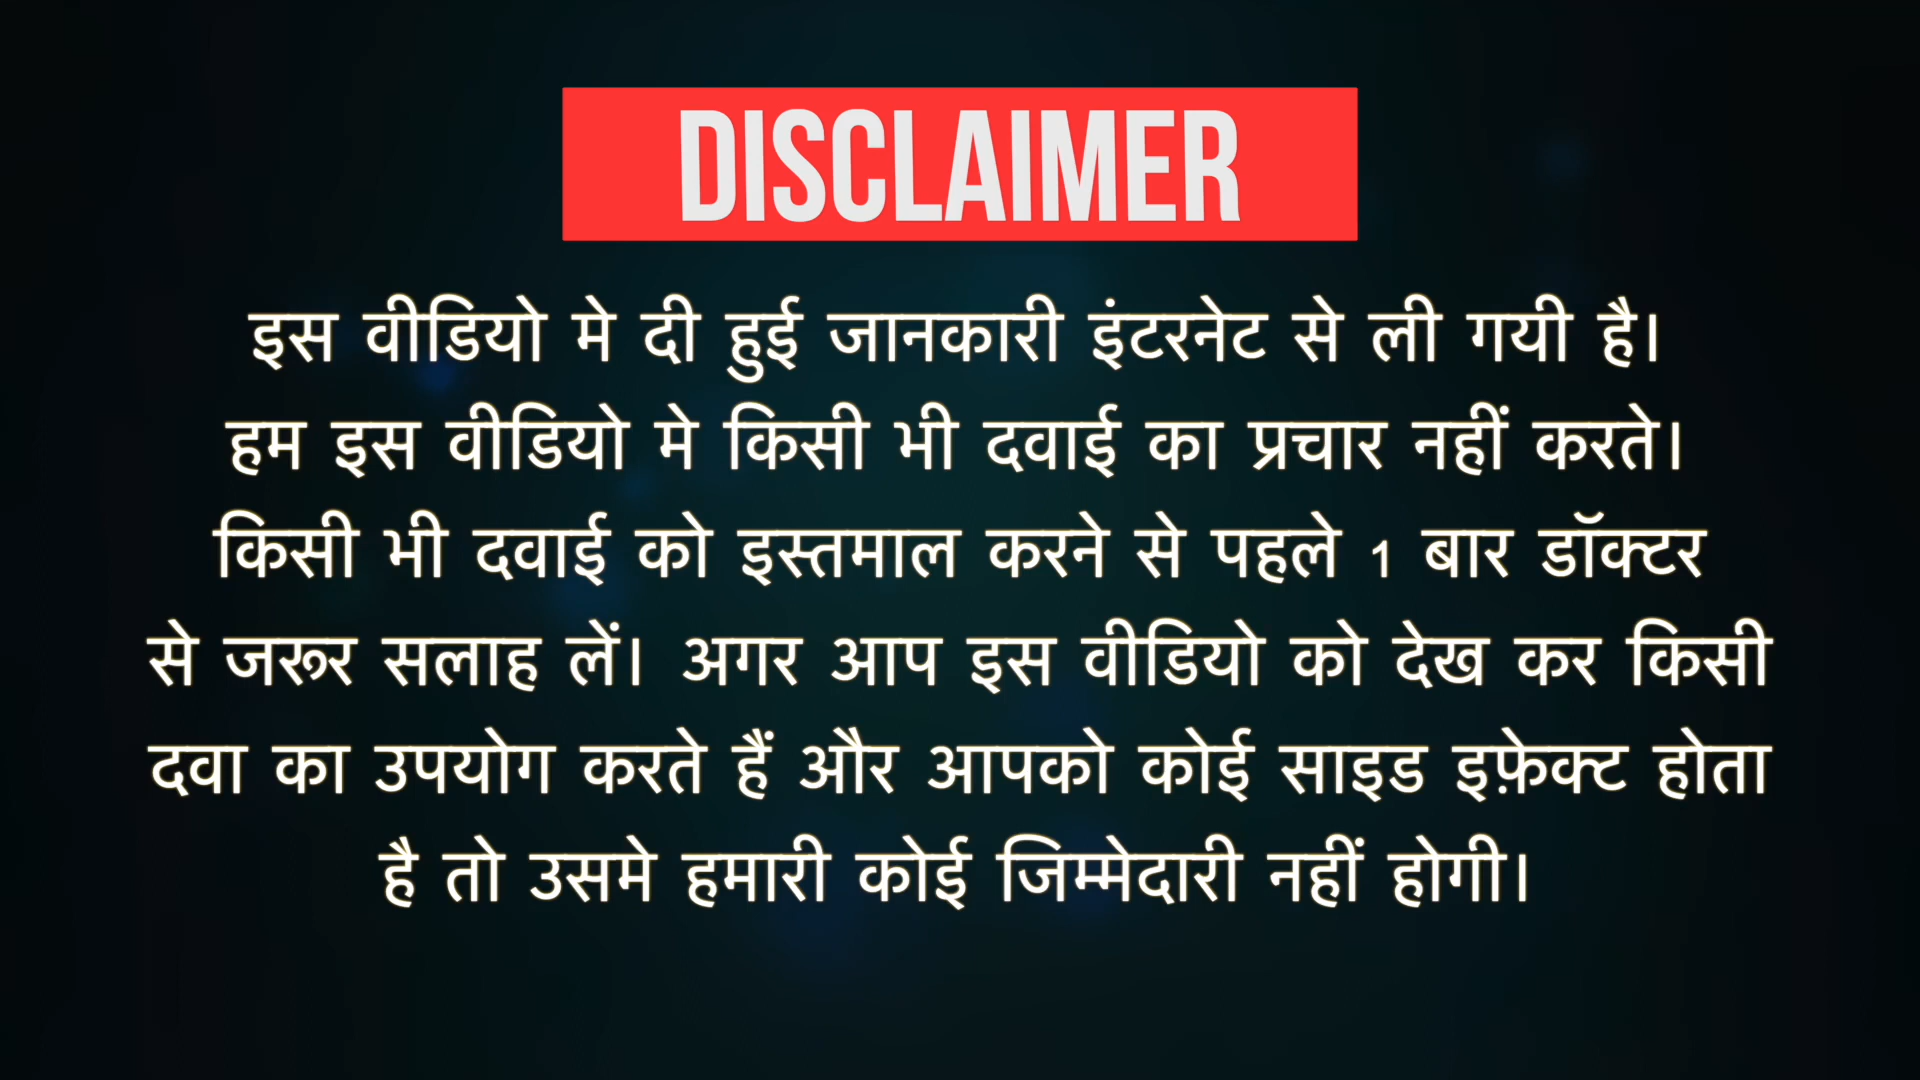 DISCLAIMER
इस वीडियो मे दी हुई जानकारी इंटरनेट से ली गयी है।
हम इस वीडियो मे किसी भी दवाई का प्रचार नहीं करते।
किसी भी दवाई को इस्तमाल करने से पहले 1 बार डॉक्टर
से जरूर सलाह लें। अगर आप इस वीडियो को देख कर किसी
दवा का उपयोग करते हैं और आपको कोई साइड इफ़ेक्ट होता
है तो उसमे हमारी कोई जिम्मेदारी नहीं होगी।